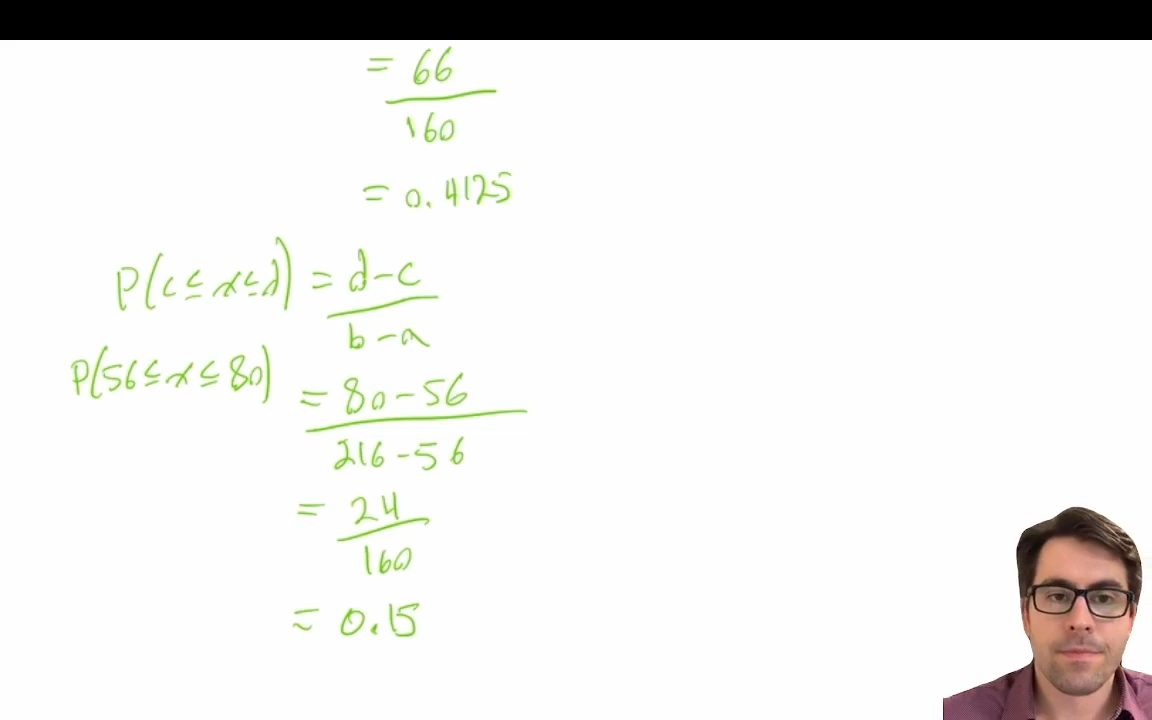 = 66
160
= 0.4125
P(c ≤ x ≤ d) = d - c
b - a
P(56 ≤ x ≤ 80) = 80 - 56
216 - 56
= 24
160
= 0.15